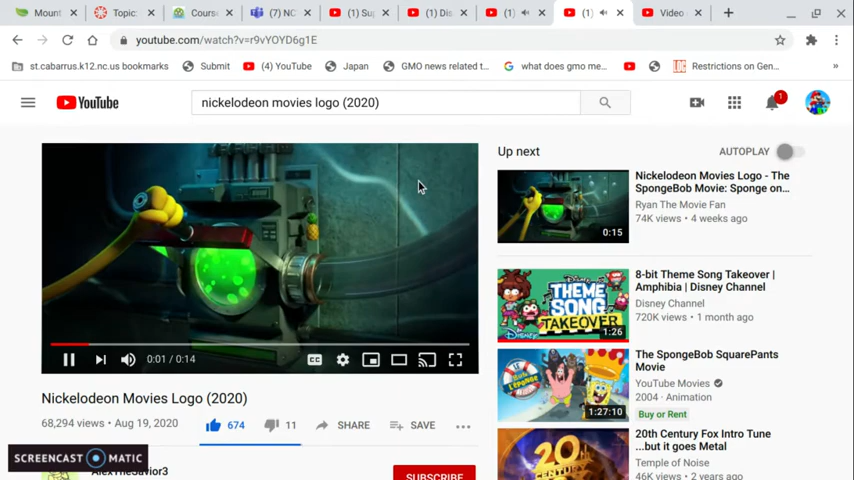 Mount
Topic:
Cours
(7) NC
(1) Su
(1) Dis
(1)
(1)
Video
youtube.com/watch?v=r9vYOYD6g1E
st.cabarrus.k12.nc.us bookmarks
Submit
(4) YouTube
Japan
GMO news related t...
what does gmo me...
Restrictions on Gen...
»
YouTube
nickelodeon movies logo (2020)
1
Up next
AUTOPLAY
Nickelodeon Movies Logo - The
SpongeBob Movie: Sponge on...
Ryan The Movie Fan
74K views • 4 weeks ago
0:15
8-bit Theme Song Takeover |
Amphibia | Disney Channel
Disney Channel
720K views • 1 month ago
DISNEY
THEME
SONG
TAKEOVER
1:26
0:01 / 0:14
CC
The SpongeBob SquarePants
Movie
YouTube Movies
2004 • Animation
Buy or Rent
1:27:10
Nickelodeon Movies Logo (2020)
68,294 views • Aug 19, 2020
674
11
SHARE
SAVE
20th Century Fox Intro Tune
...but it goes Metal
Temple of Noise
46K views • 2 years ago
20
CENTURY
SCREENCAST MATIC
AlexTheSavior3
SUBSCRIBE